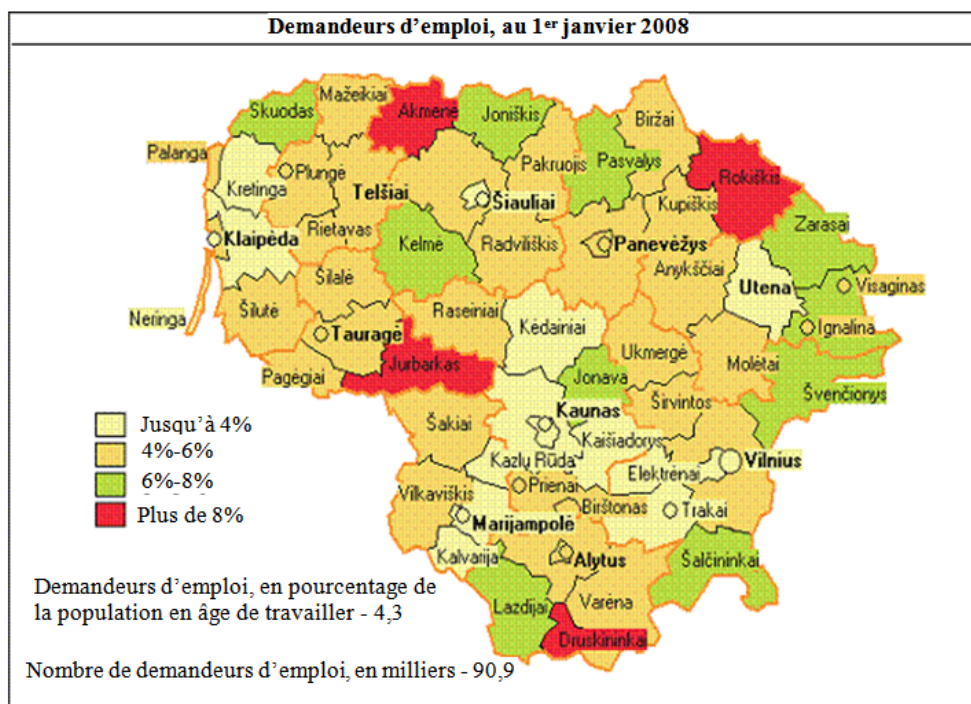 Demandeurs d’emploi, au 1er janvier 2008
Skuodas
Mažeikiai
Akmenė
Joniškis
Biržai
Palanga
Kretinga
Plungė
Telšiai
Šiauliai
Pakruojis
Pasvalys
Rokiškis
Kupiškis
Zarasai
Klaipėda
Rietavas
Kelmė
Radviliškis
Panevėžys
Anykščiai
Utena
Visaginas
Neringa
Šilutė
Šilalė
Tauragė
Raseiniai
Kėdainiai
Ukmergė
Molėtai
Ignalina
Pagėgiai
Jurbarkas
Jonava
Švenčionys
Šakiai
Kaunas
Širvintos
Kaišiadorys
Jusqu’à 4%
4%-6%
6%-8%
Plus de 8%
Kazlų Rūda
Elektrėnai
Vilnius
Vilkaviškis
Prienai
Birštonas
Trakai
Marijampolė
Kalvarija
Alytus
Šalčininkai
Lazdijai
Varėna
Druskininkai
Demandeurs d’emploi, en pourcentage de
la population en âge de travailler - 4,3
Nombre de demandeurs d’emploi, en milliers - 90,9